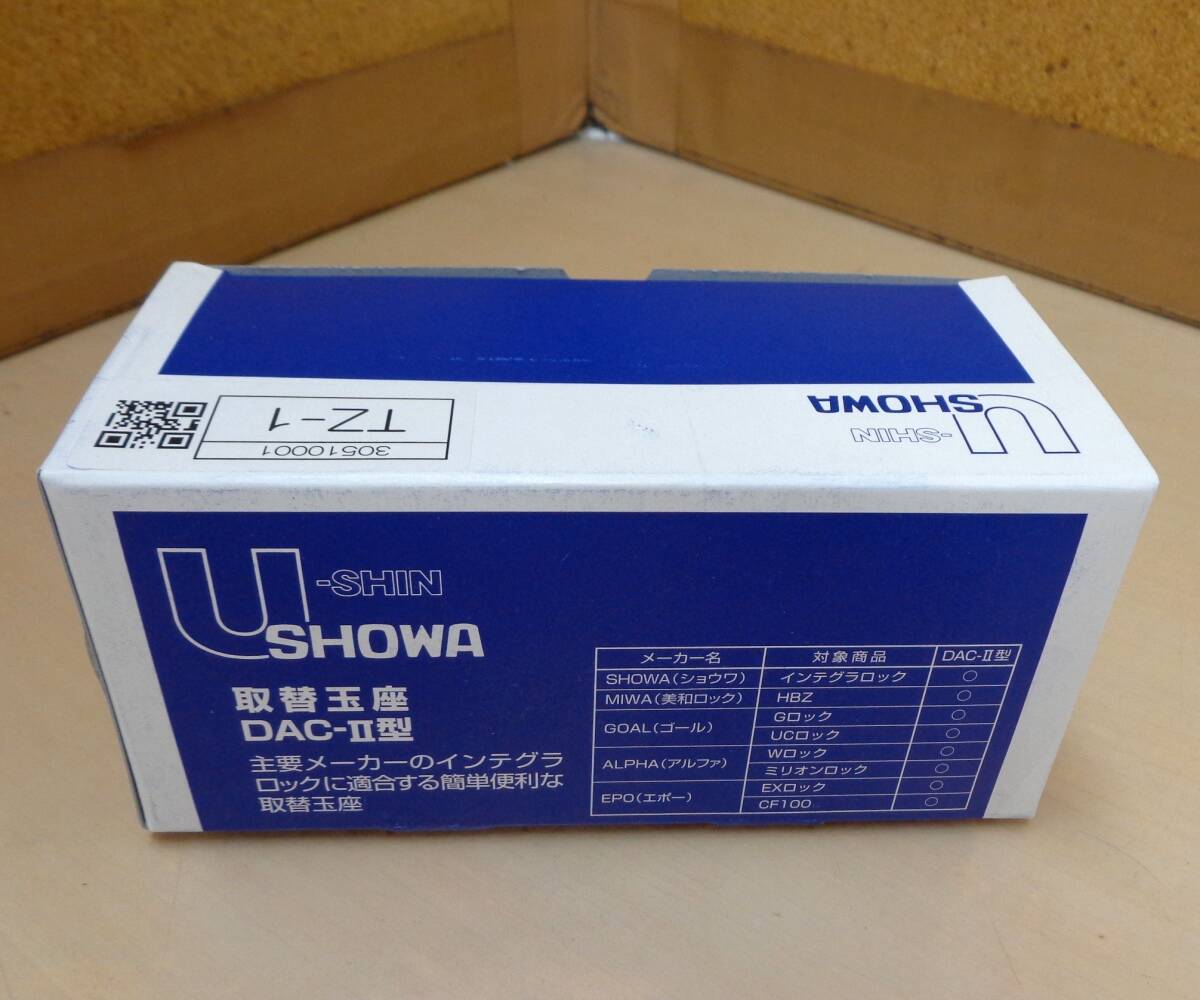 30510001
TZ-1
U-SHIN
SHOWA
U-SHIN
SHOWA
取替玉座
DAC-II型
主要メーカーのインテグラ
ロックに適合する簡単便利な
取替玉座
メーカー名 対象商品 DAC-II型
SHOWA(ショウワ) インテグラロック ○
MIWA(美和ロック) HBZ ○
GOAL(ゴール) Gロック ○
UCロック ○
ALPHA(アルファ) Wロック ○
ミリオンロック ○
EPO(エポー) EXロック ○
CF100 ○